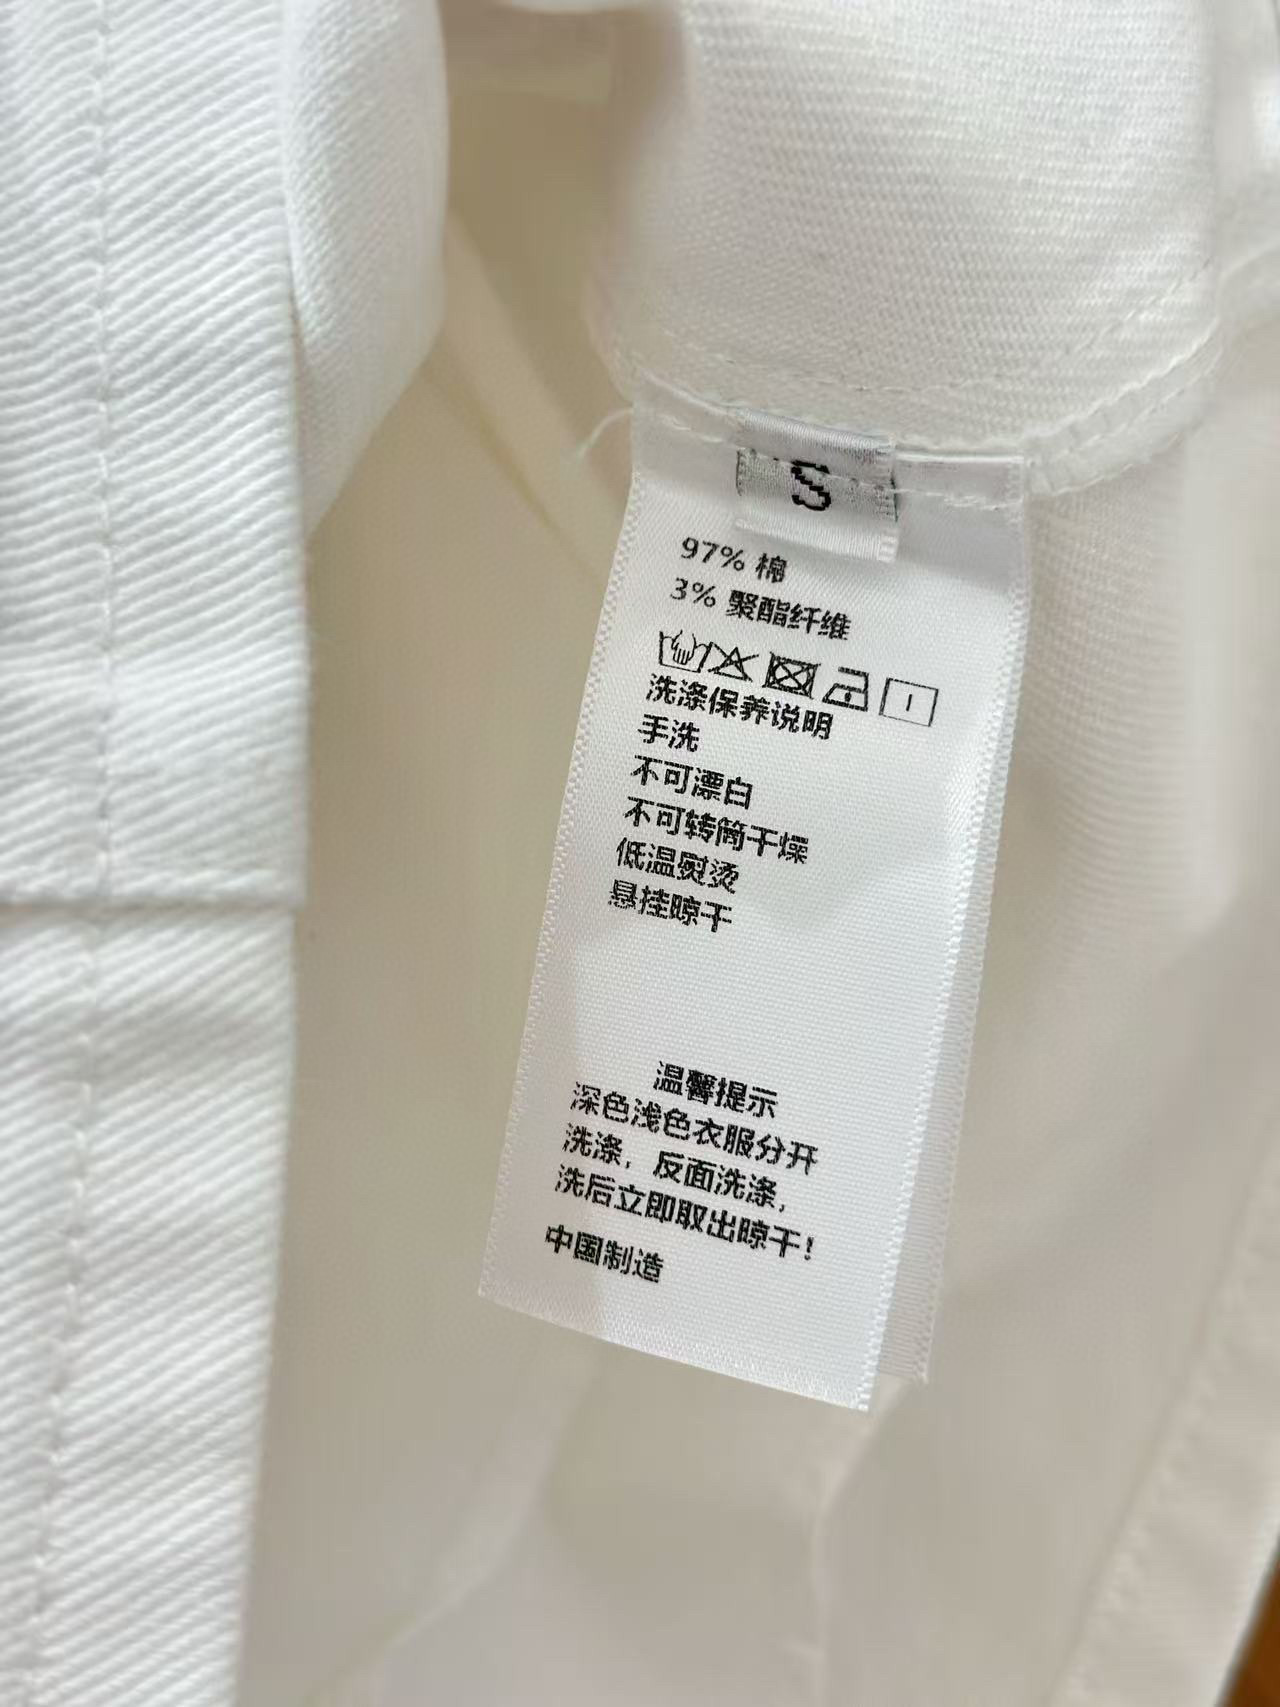 S
97% 棉
3% 聚酯纤维
洗涤保养说明
手洗
不可漂白
不可转筒干燥
低温熨烫
悬挂晾干
温馨提示
深色浅色衣服分开
洗涤，反面洗涤，
洗后立即取出晾干！
中国制造